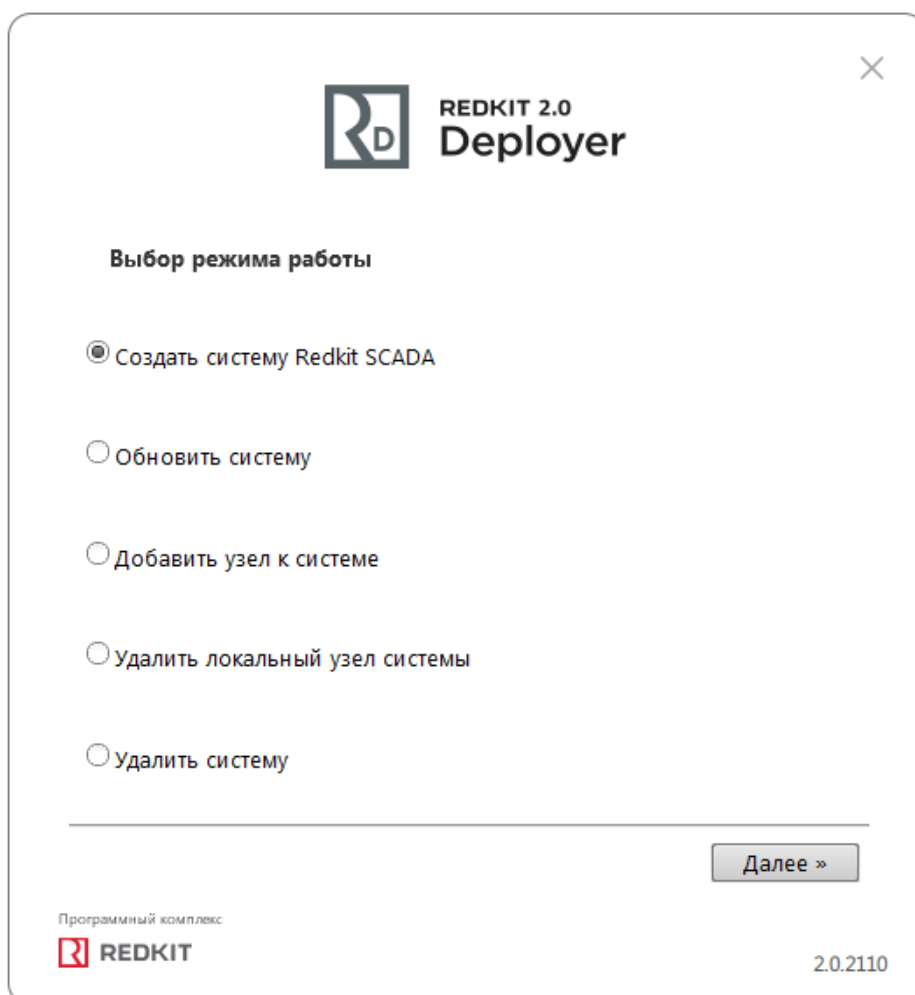 RD
REDKIT 2.0
Deployer
Выбор режима работы
Создать систему Redkit SCADA
Обновить систему
Добавить узел к системе
Удалить локальный узел системы
Удалить систему
Далее »
Программный комплекс
REDKIT
2.0.2110